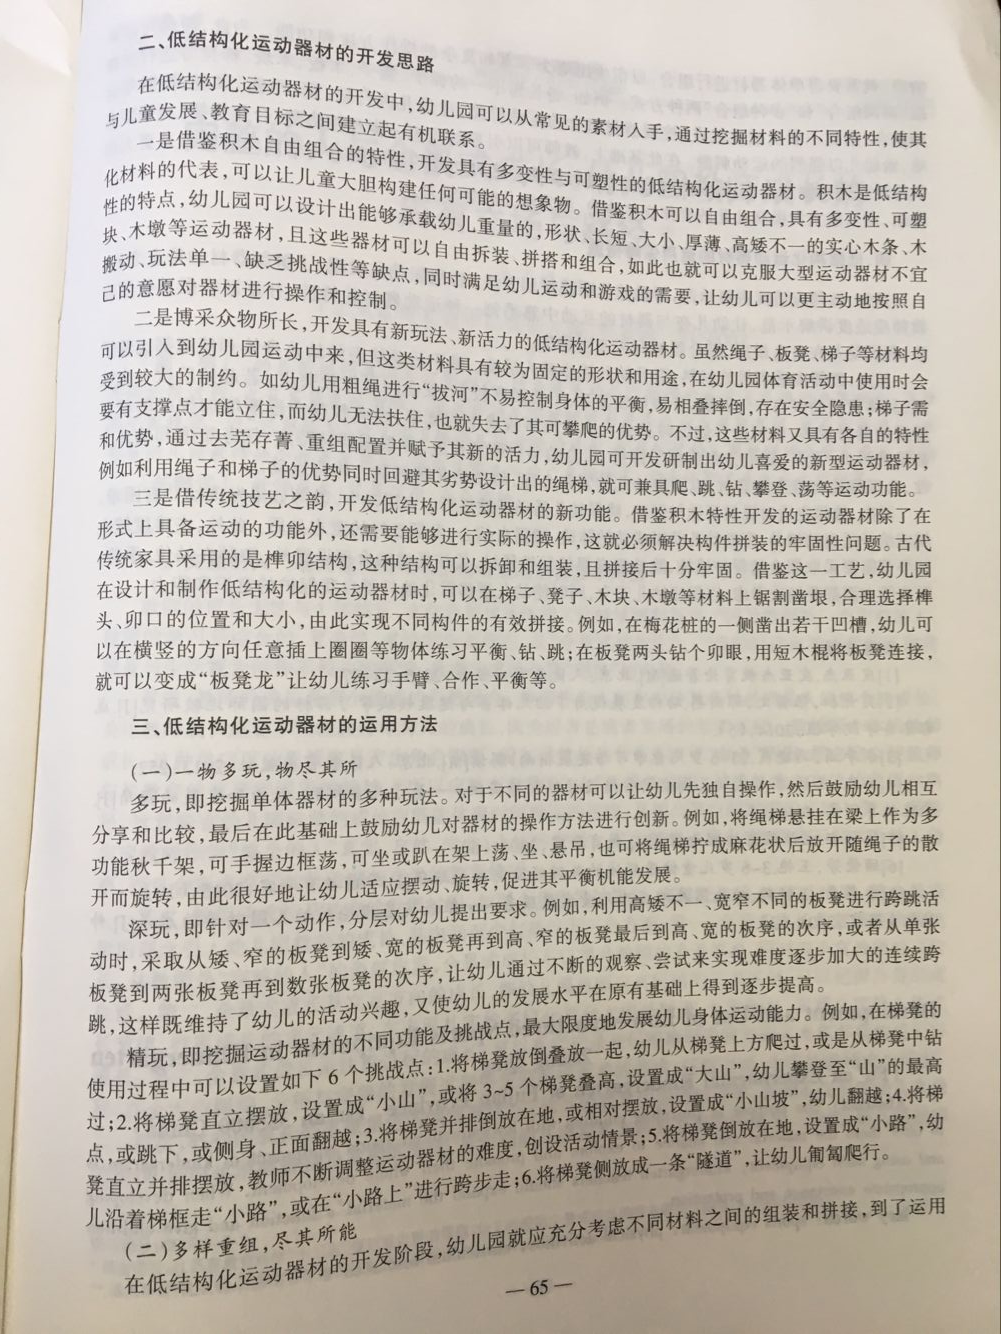 二、低结构化运动器材的开发思路
在低结构化运动器材的开发中,幼儿园可以从常见的素材入手,通过挖掘材料的不同特性,使其
与儿童发展、教育目标之间建立起有机联系。
一是借鉴积木自由组合的特性,开发具有多变性与可塑性的低结构化运动器材。积木是低结构
化材料的代表,可以让儿童大胆构建任何可能的想象物。借鉴积木可以自由组合,具有多变性、可塑
性的特点,幼儿园可以设计出能够承载幼儿重量的,形状、长短、大小、厚薄、高矮不一的实心木条、木
块、木墩等运动器材,且这些器材可以自由拆装、拼搭和组合,如此也就可以克服大型运动器材不宜
搬动、玩法单一、缺乏挑战性等缺点,同时满足幼儿运动和游戏的需要,让幼儿可以更主动地按照自
己的意愿对器材进行操作和控制。
二是博采众物所长,开发具有新玩法、新活力的低结构化运动器材。虽然绳子、板凳、梯子等材料均
可以引入到幼儿园运动中来,但这类材料具有较为固定的形状和用途,在幼儿园体育活动中使用时会
受到较大的制约。如幼儿用粗绳进行“拔河”不易控制身体的平衡,易相叠摔倒,存在安全隐患;梯子需
要有支撑点才能立住,而幼儿无法扶住,也就失去了其可攀爬的优势。不过,这些材料又具有各自的特性
和优势,通过去芜存菁、重组配置并赋予其新的活力,幼儿园可开发研制出幼儿喜爱的新型运动器材,
例如利用绳子和梯子的优势同时回避其劣势设计出的绳梯,就可兼具爬、跳、钻、攀登、荡等运动功能。
三是借传统技艺之韵,开发低结构化运动器材的新功能。借鉴积木特性开发的运动器材除了在
形式上具备运动的功能外,还需要能够进行实际的操作,这就必须解决构件拼装的牢固性问题。古代
传统家具采用的是榫卯结构,这种结构可以拆卸和组装,且拼接后十分牢固。借鉴这一工艺,幼儿园
在设计和制作低结构化的运动器材时,可以在梯子、凳子、木块、木墩等材料上锯割凿垠,合理选择榫
头、卯口的位置和大小,由此实现不同构件的有效拼接。例如,在梅花桩的一侧凿出若干凹槽,幼儿可
以在横竖的方向任意插上圈圈等物体练习平衡、钻、跳;在板凳两头钻个卯眼,用短木棍将板凳连接,
就可以变成“板凳龙”让幼儿练习手臂、合作、平衡等。
三、低结构化运动器材的运用方法
(一)一物多玩,物尽其所
多玩,即挖掘单体器材的多种玩法。对于不同的器材可以让幼儿先独自操作,然后鼓励幼儿相互
分享和比较,最后在此基础上鼓励幼儿对器材的操作方法进行创新。例如,将绳梯悬挂在梁上作为多
功能秋千架,可手握边框荡,可坐或趴在架上荡、坐、悬吊,也可将绳梯拧成麻花状后放开随绳子的散
开而旋转,由此很好地让幼儿适应摆动、旋转,促进其平衡机能发展。
深玩,即针对一个动作,分层对幼儿提出要求。例如,利用高矮不一、宽窄不同的板凳进行跨跳活
动时,采取从矮、窄的板凳到矮、宽的板凳再到高、窄的板凳最后到高、宽的板凳的次序,或者从单张
板凳到两张板凳再到数张板凳的次序,让幼儿通过不断的观察、尝试来实现难度逐步加大的连续跨
跳,这样既维持了幼儿的活动兴趣,又使幼儿的发展水平在原有基础上得到逐步提高。
精玩,即挖掘运动器材的不同功能及挑战点,最大限度地发展幼儿身体运动能力。例如,在梯凳的
使用过程中可以设置如下6个挑战点:1.将梯凳放倒叠放一起,幼儿从梯凳上方爬过,或是从梯凳中钻
过;2.将梯凳直立摆放,设置成“小山”,或将3~5个梯凳叠高,设置成“大山”,幼儿攀登至“山”的最高
点,或跳下,或侧身、正面翻越;3.将梯凳并排倒放在地,或相对摆放,设置成“小山坡”,幼儿翻越;4.将梯
凳直立并排摆放,教师不断调整运动器材的难度,创设活动情景;5.将梯凳倒放在地,设置成“小路”,幼
儿沿着梯框走“小路”,或在“小路上”进行跨步走;6.将梯凳侧放成一条“隧道”,让幼儿匍匐爬行。
(二)多样重组,尽其所能
在低结构化运动器材的开发阶段,幼儿园就应充分考虑不同材料之间的组装和拼接,到了运用
— 65 —